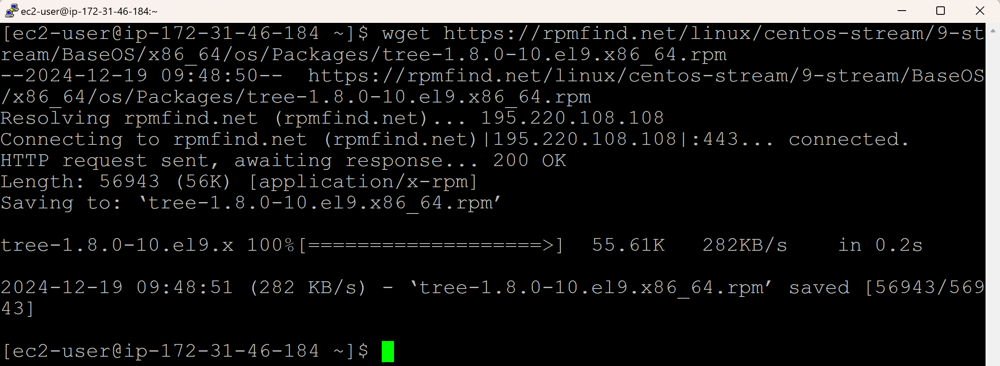 ec2-user@ip-172-31-46-184:~
[ec2-user@ip-172-31-46-184 ~]$ wget https://rpmfind.net/linux/centos-stream/9-st
ream/BaseOS/x86_64/os/Packages/tree-1.8.0-10.el9.x86_64.rpm
--2024-12-19 09:48:50--  https://rpmfind.net/linux/centos-stream/9-stream/BaseOS
/x86_64/os/Packages/tree-1.8.0-10.el9.x86_64.rpm
Resolving rpmfind.net (rpmfind.net)... 195.220.108.108
Connecting to rpmfind.net (rpmfind.net)|195.220.108.108|:443... connected.
HTTP request sent, awaiting response... 200 OK
Length: 56943 (56K) [application/x-rpm]
Saving to: ‘tree-1.8.0-10.el9.x86_64.rpm’
tree-1.8.0-10.el9.x 100%[===================>]  55.61K   282KB/s    in 0.2s
2024-12-19 09:48:51 (282 KB/s) - ‘tree-1.8.0-10.el9.x86_64.rpm’ saved [56943/569
43]
[ec2-user@ip-172-31-46-184 ~]$